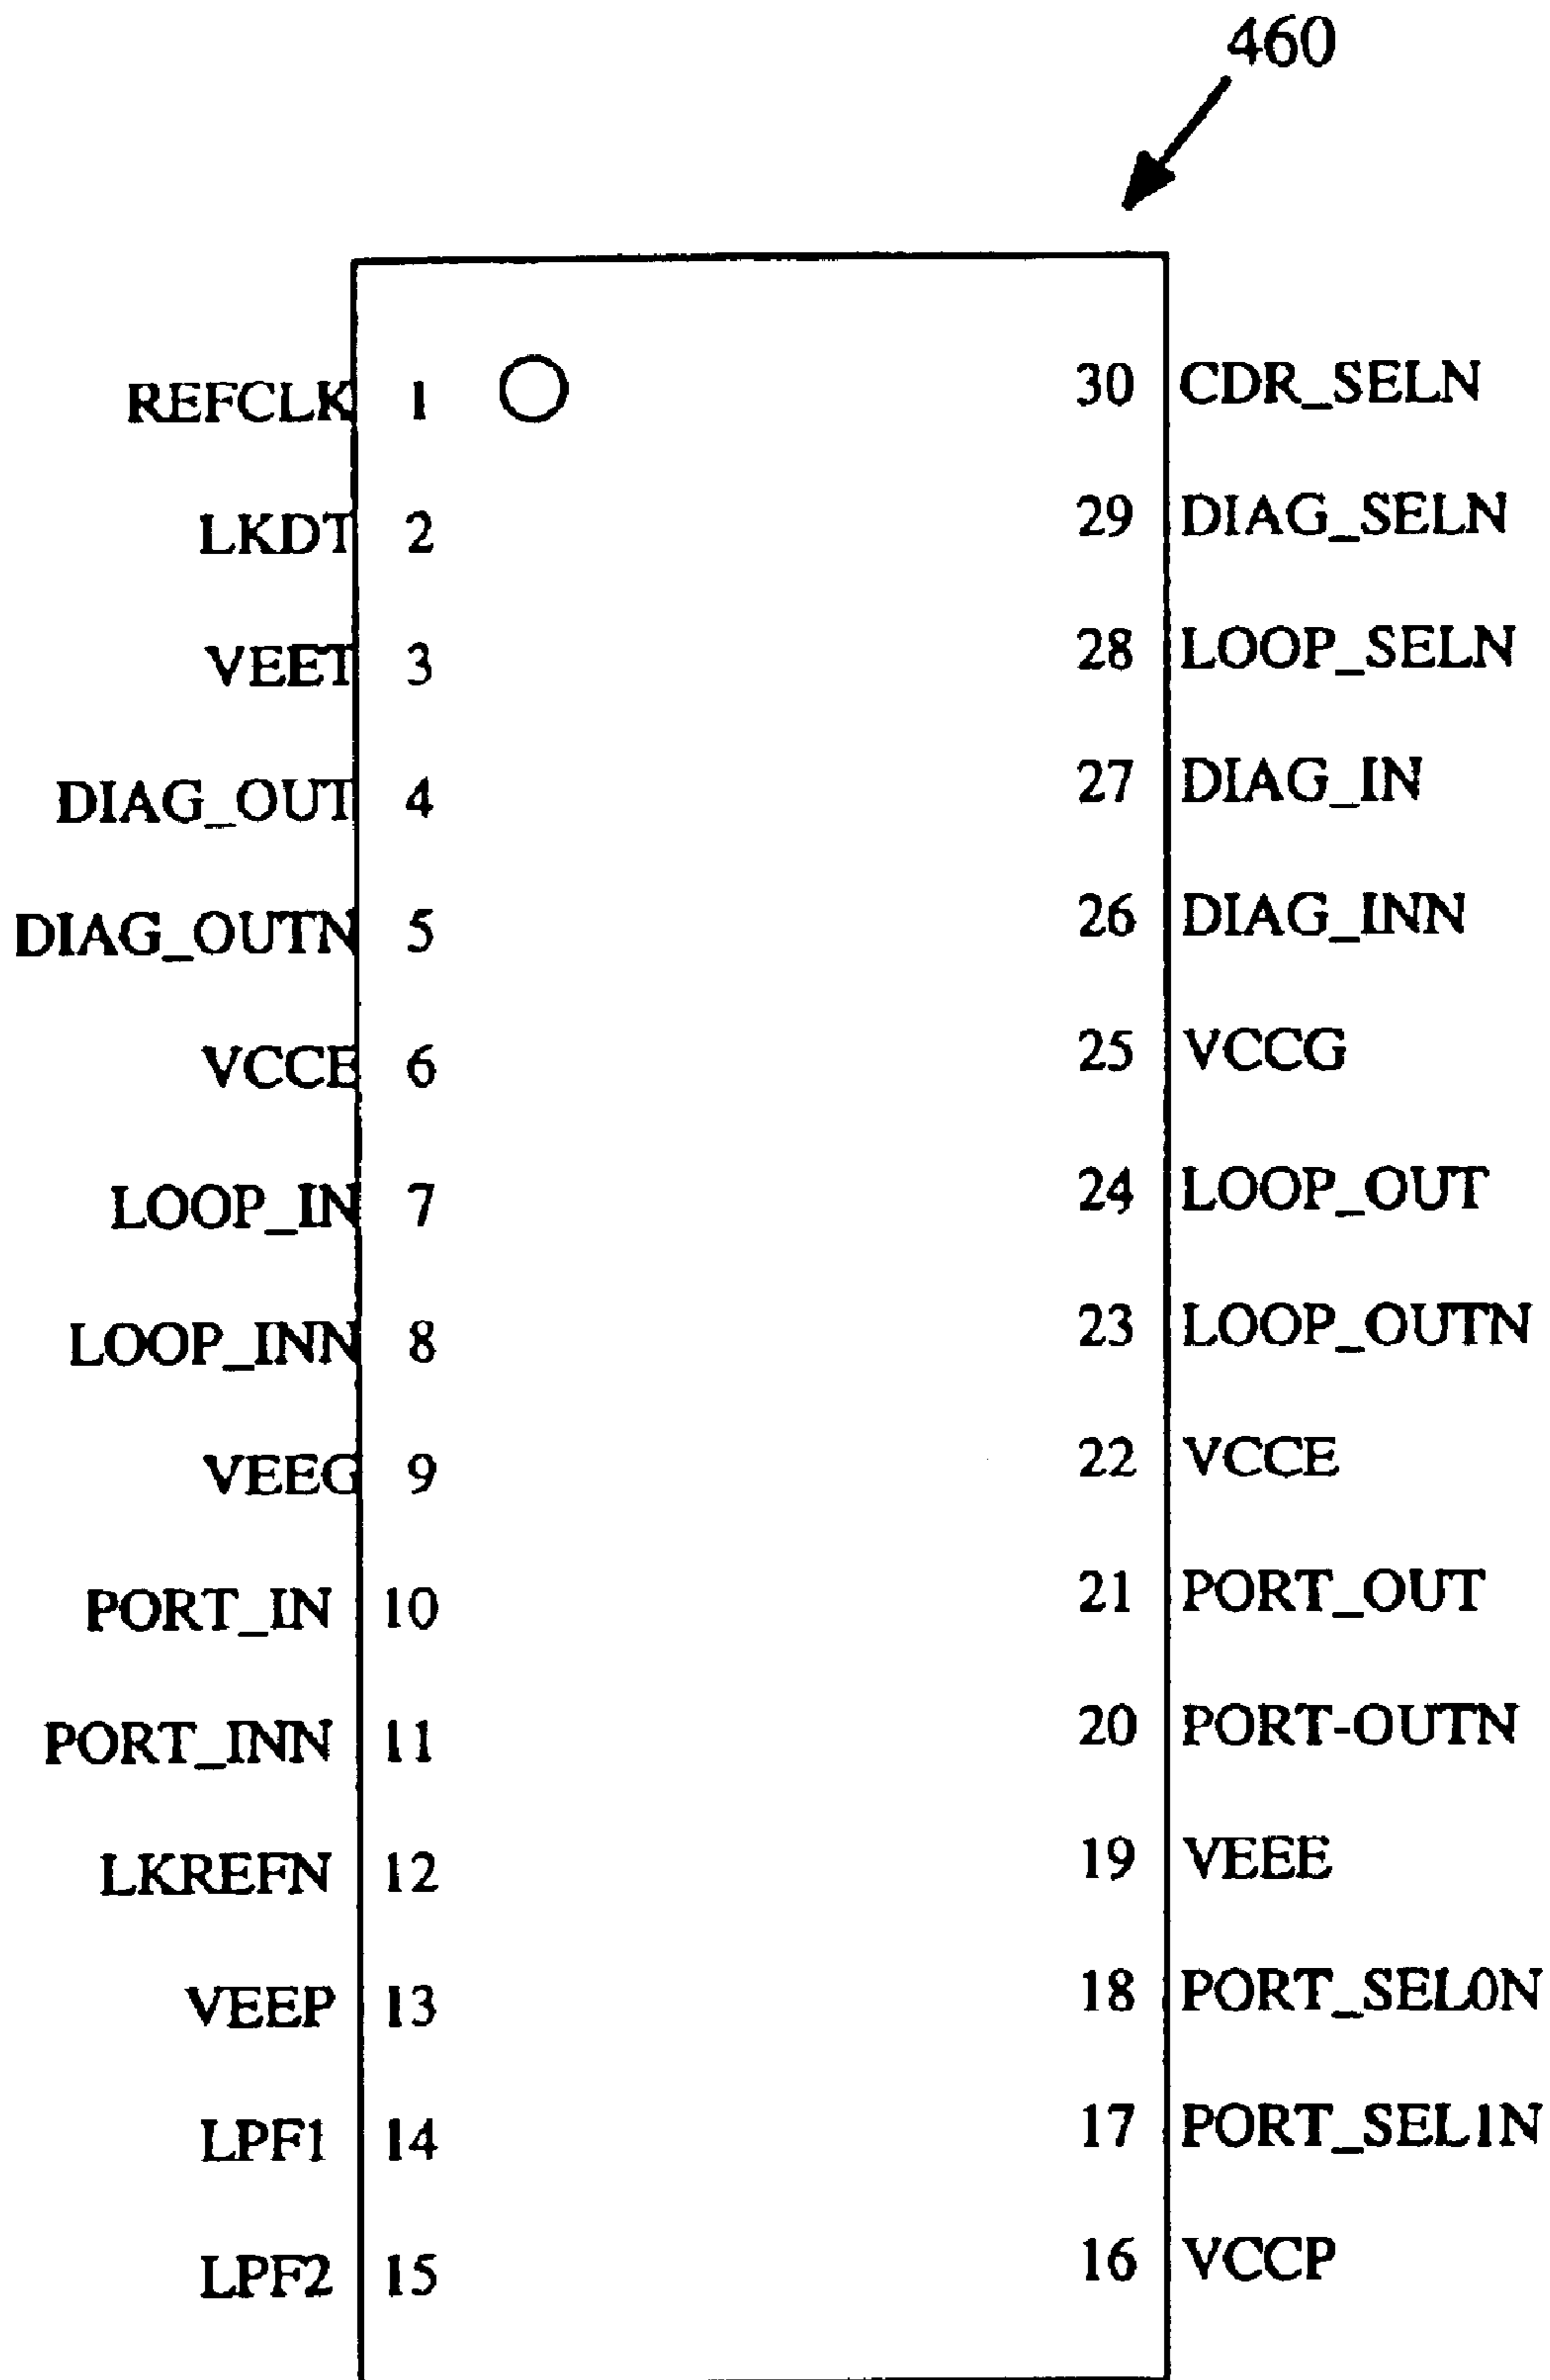 460
REFCLK 1 30 CDR_SELN
LKDT 2 29 DIAG_SELN
VEET 3 28 LOOP_SELN
DIAG_OUT 4 27 DIAG_IN
DIAG_OUTN 5 26 DIAG_INN
VCCE 6 25 VCCG
LOOP_IN 7 24 LOOP_OUT
LOOP_INN 8 23 LOOP_OUTN
VEEG 9 22 VCCE
PORT_IN 10 21 PORT_OUT
PORT_INN 11 20 PORT-OUTN
LKREFN 12 19 VEEE
VEEP 13 18 PORT_SEL0N
LPF1 14 17 PORT_SEL1N
LPF2 15 16 VCCP